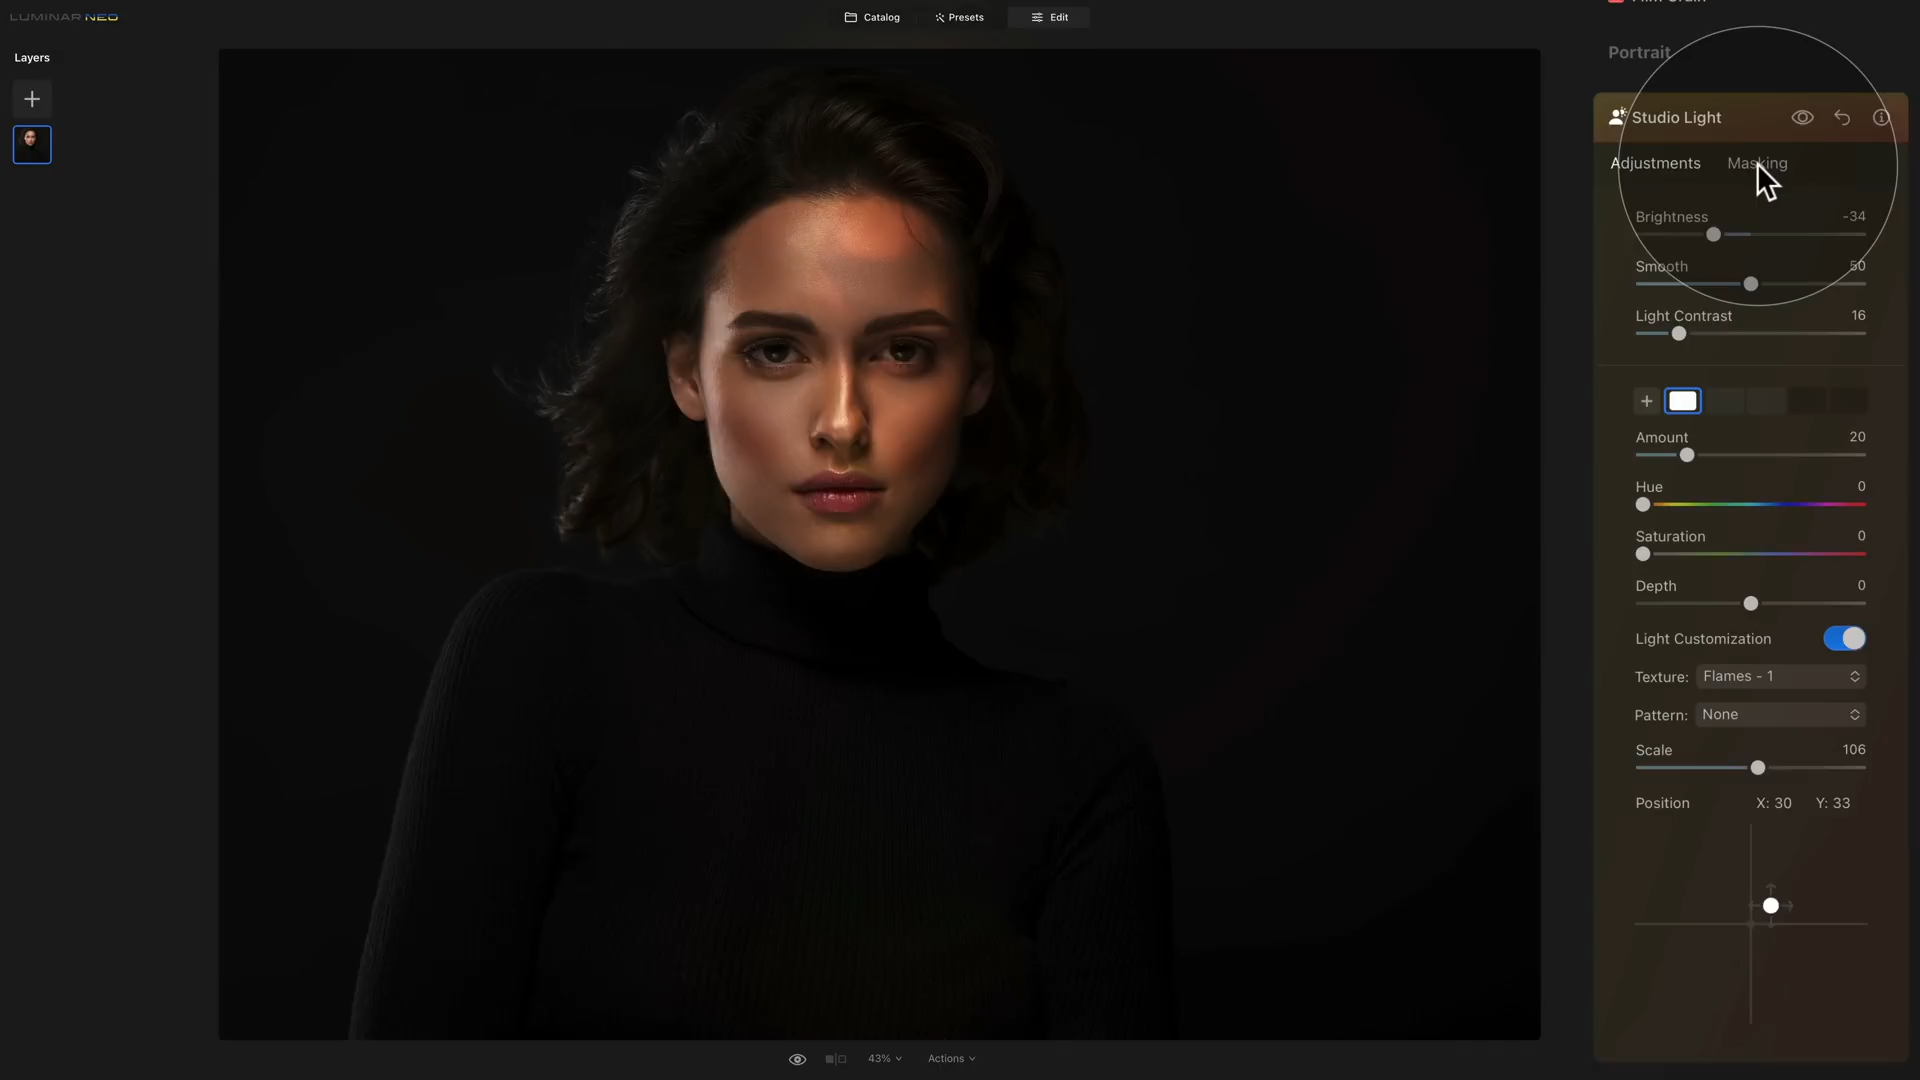 LUMINAR NEO
Catalog
Presets
Edit
Layers
Film Grain
Portrait
Studio Light
Adjustments
Masking
Brightness -34
Smooth 50
Light Contrast 16
Amount 20
Hue 0
Saturation 0
Depth 0
Light Customization
Texture: Flames - 1
Pattern: None
Scale 106
Position X: 30 Y: 33
43%
Actions